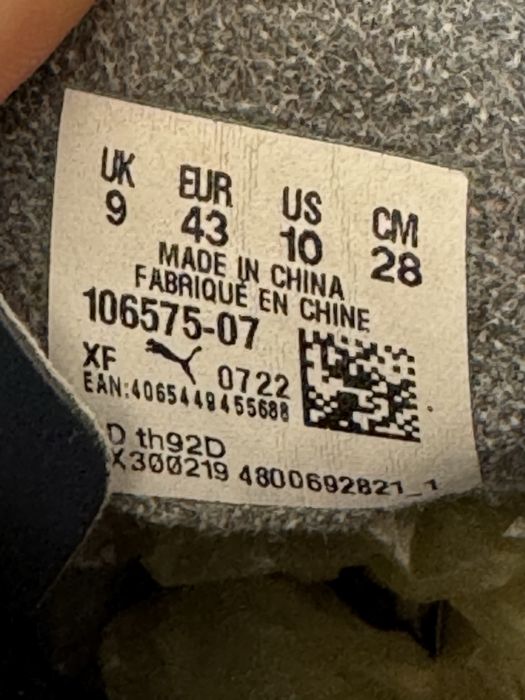 UK EUR US CM
9 43 10 28
MADE IN CHINA
FABRIQUÉ EN CHINE
106575-07
XF 0722
EAN:4065449455688
D th92D
X300219 4800692821_1